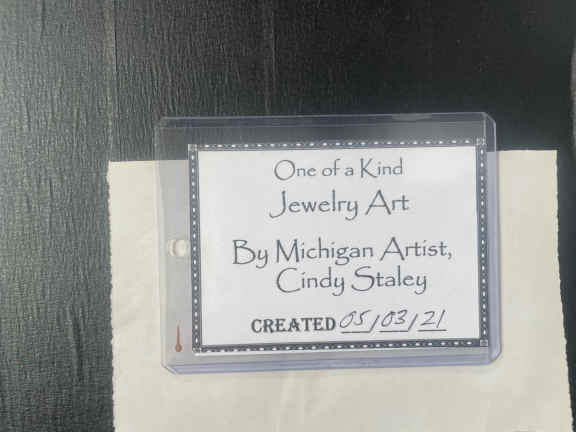 One of a Kind
Jewelry Art
By Michigan Artist,
Cindy Staley
CREATED 05/03/21